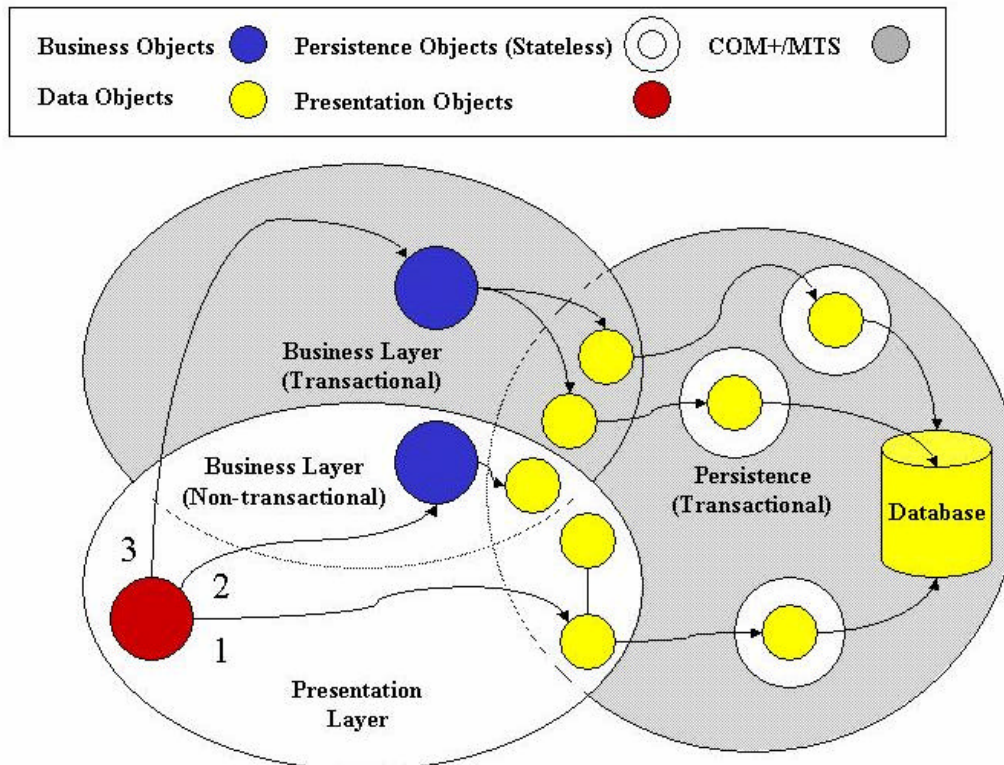 Business Objects
Persistence Objects (Stateless)
COM+/MTS
Data Objects
Presentation Objects
Business Layer
(Transactional)
Business Layer
(Non-transactional)
Persistence
(Transactional)
Database
3
2
1
Presentation
Layer